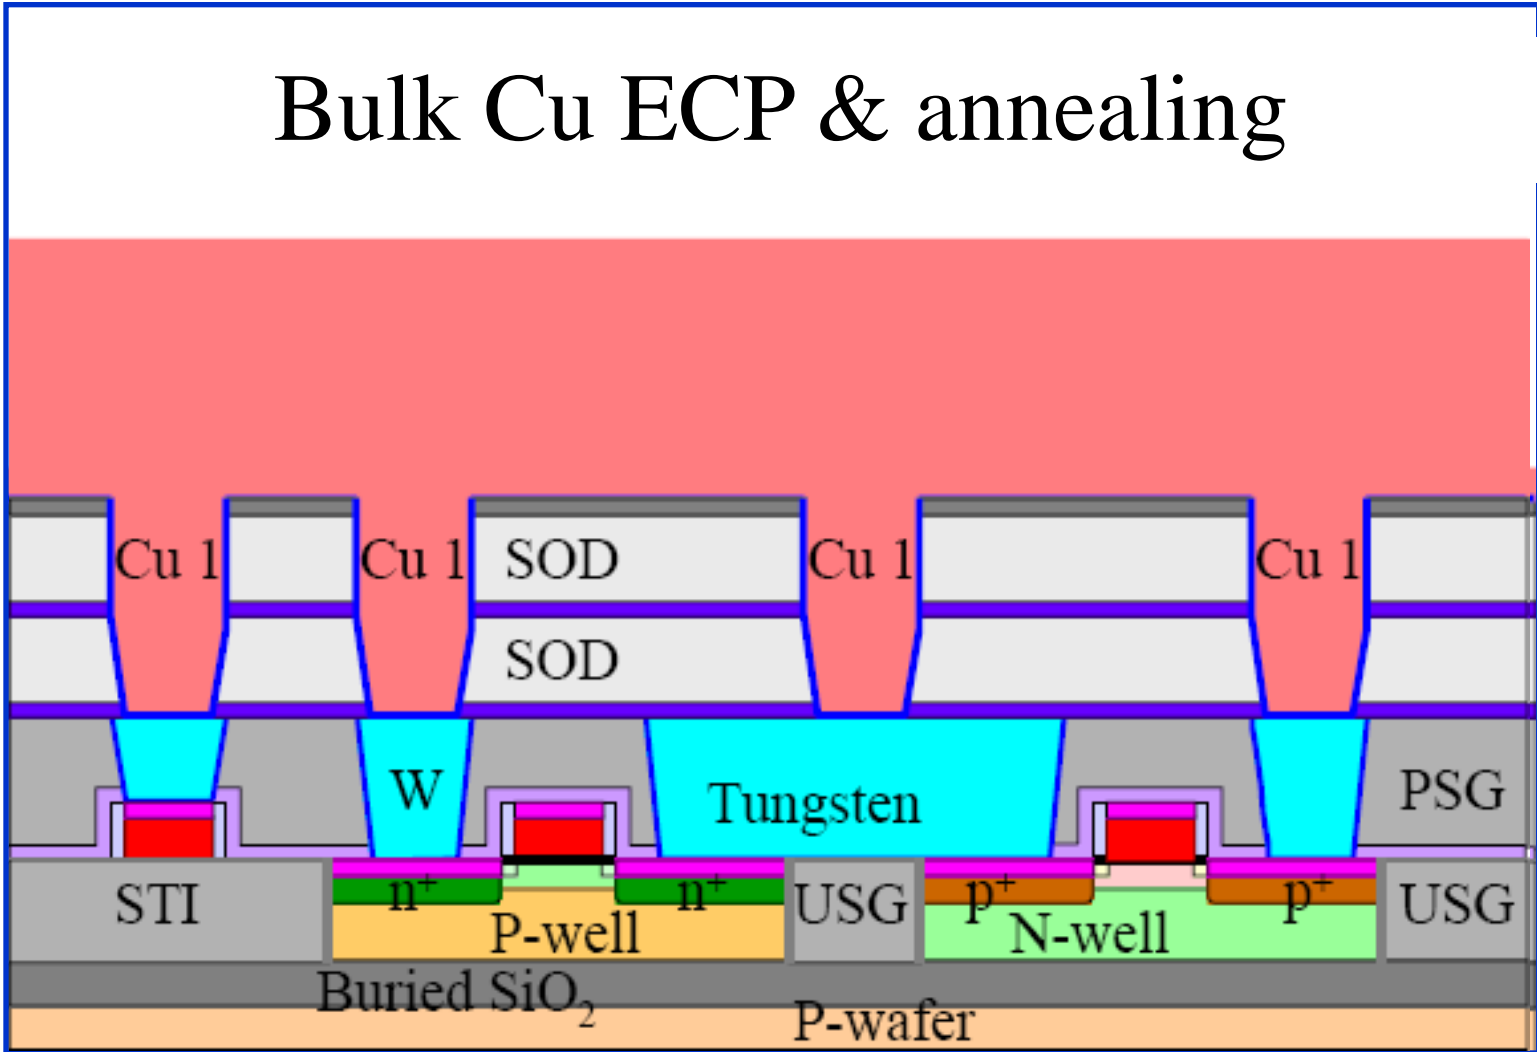 Bulk Cu ECP & annealing
Cu 1 Cu 1 SOD Cu 1 Cu 1
SOD
W Tungsten PSG
STI n⁺ n⁺ USG p⁺ p⁺ USG
P-well N-well
Buried SiO₂
P-wafer